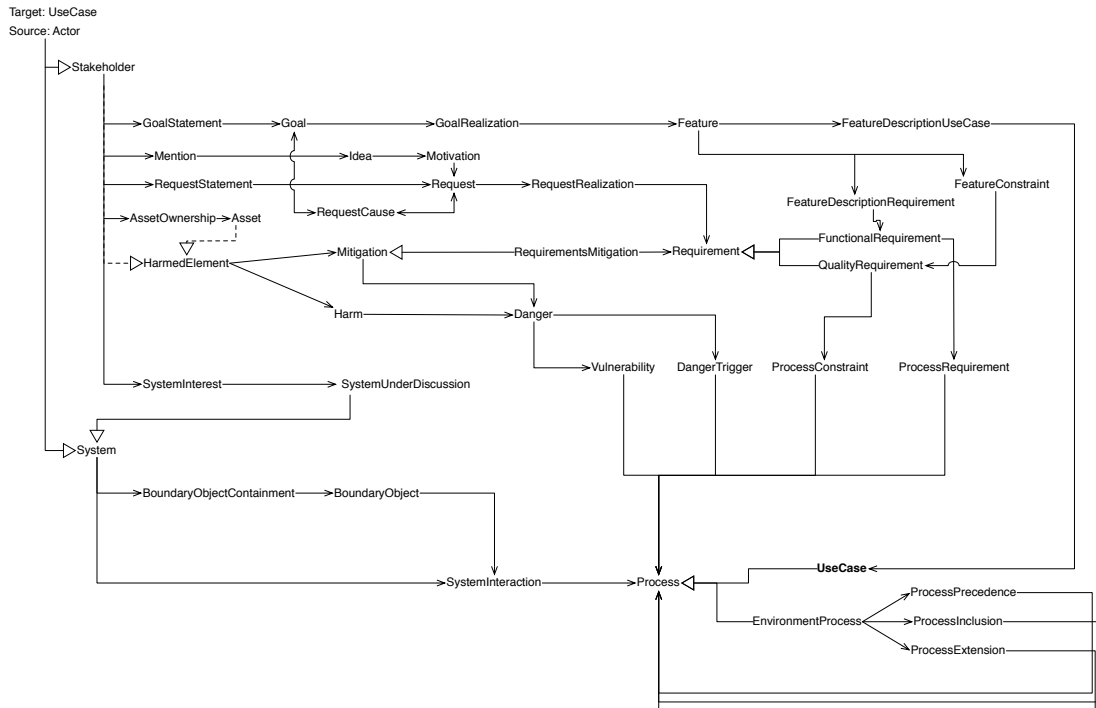 Target: UseCase
Source: Actor
Stakeholder
GoalStatement Goal GoalRealization Feature FeatureDescriptionUseCase
Mention Idea Motivation
RequestStatement Request RequestRealization FeatureConstraint
FeatureDescriptionRequirement
RequestCause
AssetOwnership Asset
FunctionalRequirement
Mitigation RequirementsMitigation Requirement
HarmedElement QualityRequirement
Harm Danger
Vulnerability DangerTrigger ProcessConstraint ProcessRequirement
SystemInterest SystemUnderDiscussion
System
BoundaryObjectContainment BoundaryObject
UseCase
SystemInteraction Process
ProcessPrecedence
EnvironmentProcess ProcessInclusion
ProcessExtension